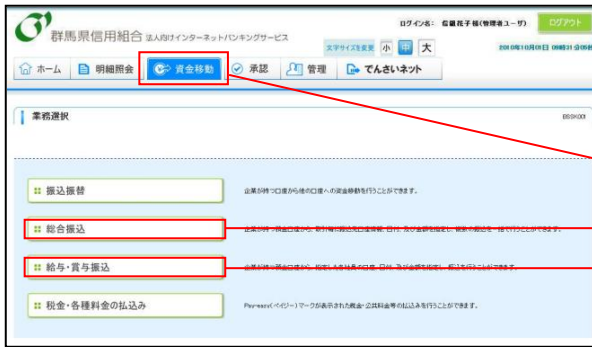 群馬県信用組合 法人向けインターネットバンキングサービス
ログイン名： 信組花子様(管理者ユーザ)
ログアウト
文字サイズ変更 小 中 大
2010年10月01日 09時31分05秒
ホーム 明細照会 資金移動 承認 管理 でんさいネット
業務選択
BSSK001
振込振替 企業が持つ口座から他の口座への資金移動を行うことができます。
総合振込
給与・賞与振込
税金・各種料金の払込み Pay-easy(ペイジー)マークが表示された税金・公共料金等の払込みを行うことができます。